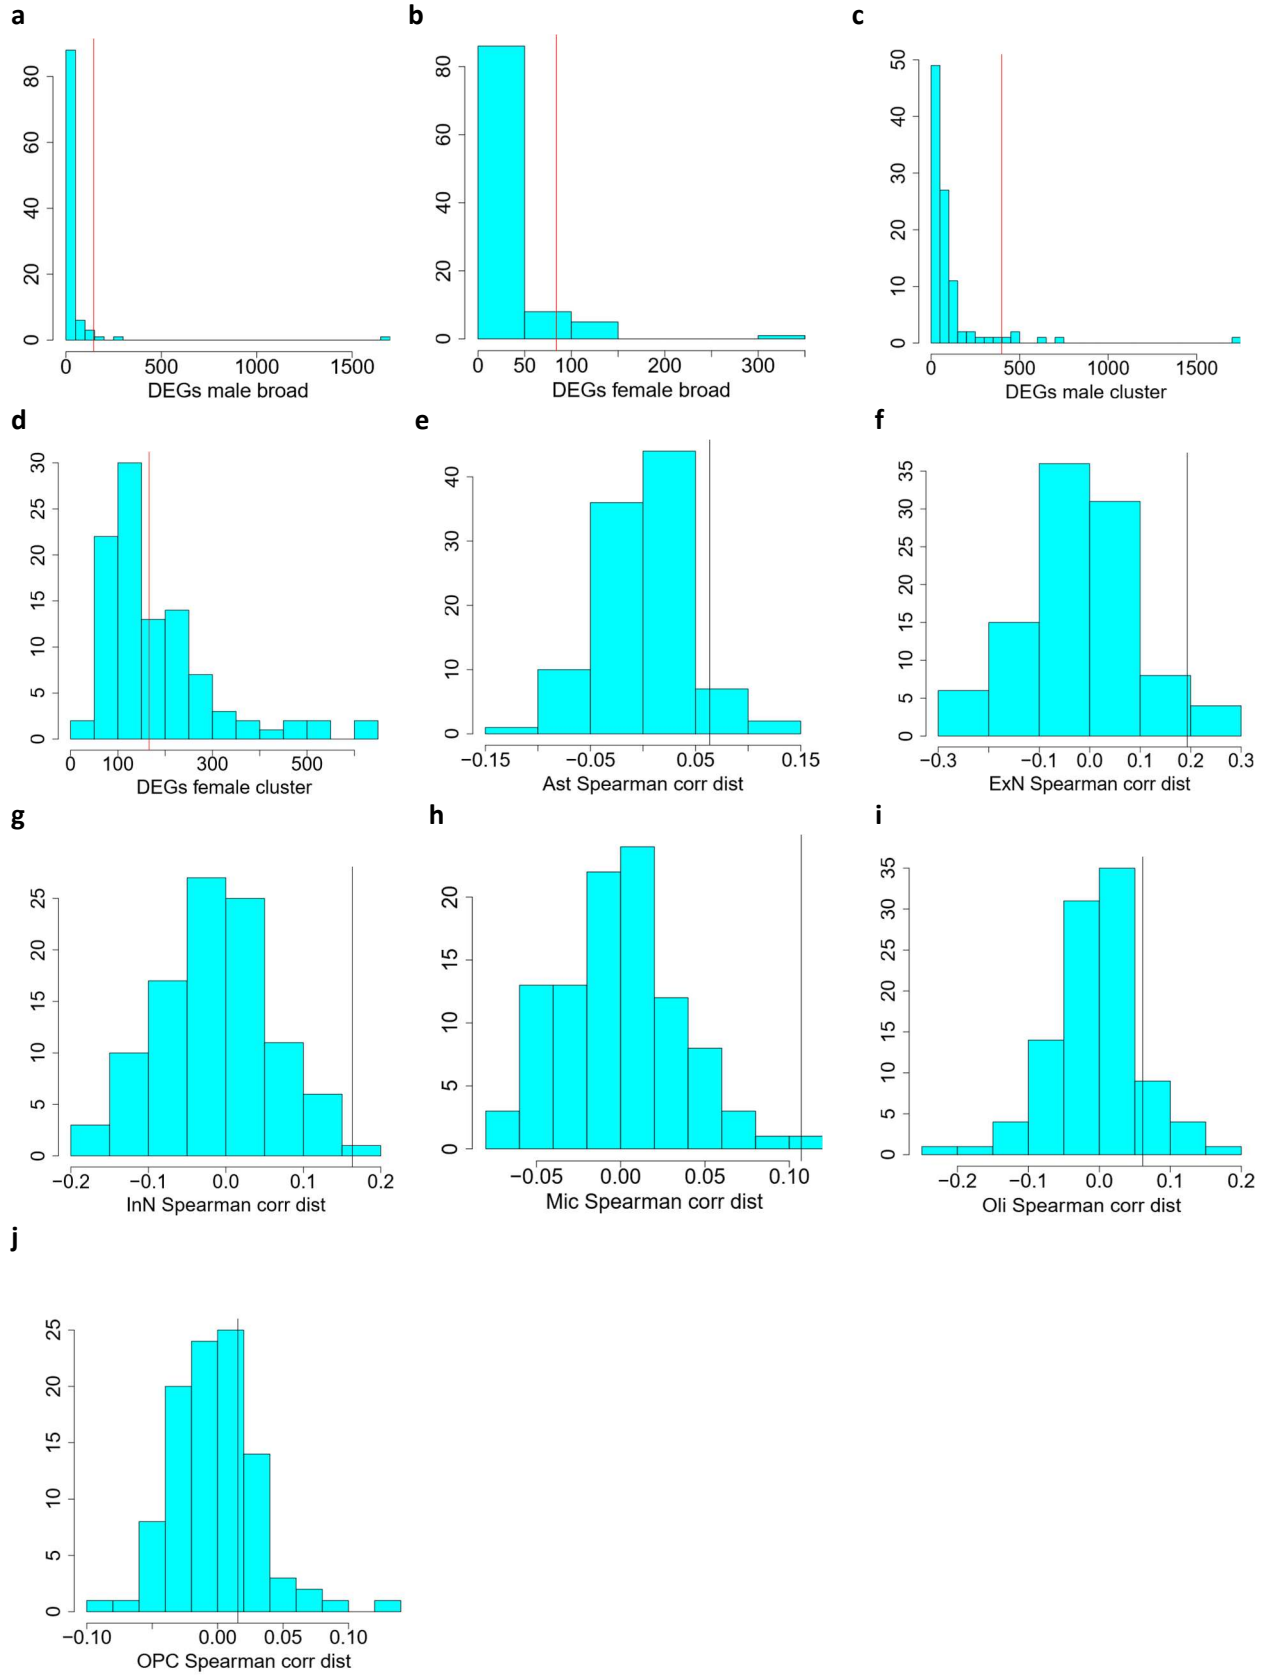 a
80
60
40
20
0
0 500 1000 1500
DEGs male broad
b
80
60
40
20
0
0 50 100 200 300
DEGs female broad
c
50
40
30
20
10
0
0 500 1000 1500
DEGs male cluster
d
30
25
20
15
10
5
0
0 100 300 500
DEGs female cluster
e
40
30
20
10
0
−0.15 −0.05 0.05 0.15
Ast Spearman corr dist
f
35
30
25
20
15
10
5
0
−0.3 −0.1 0.0 0.1 0.2 0.3
ExN Spearman corr dist
g
25
20
15
10
5
0
−0.2 −0.1 0.0 0.1 0.2
InN Spearman corr dist
h
20
15
10
5
0
−0.05 0.00 0.05 0.10
Mic Spearman corr dist
i
35
30
25
20
15
10
5
0
−0.2 −0.1 0.0 0.1 0.2
Oli Spearman corr dist
j
25
20
15
10
5
0
−0.10 0.00 0.05 0.10
OPC Spearman corr dist